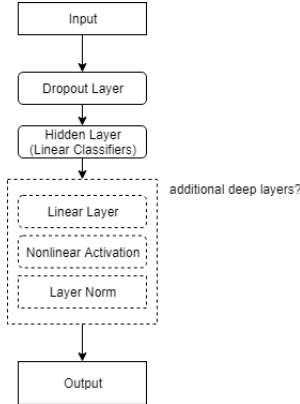 Input
Dropout Layer
Hidden Layer
(Linear Classifiers)
additional deep layers?
Linear Layer
Nonlinear Activation
Layer Norm
Output